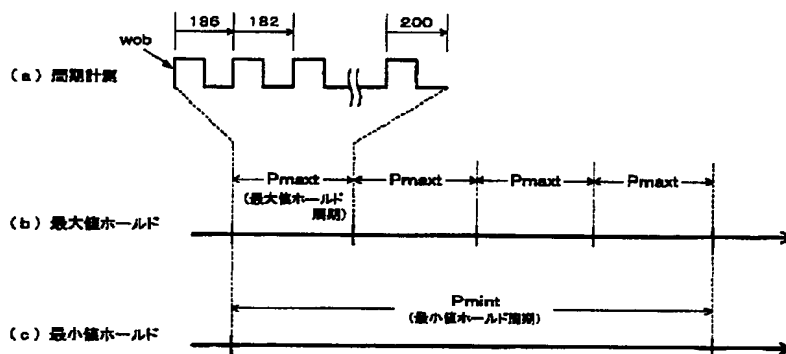 186 182 200
wob
(a) 周期計測
Pmaxt Pmaxt Pmaxt Pmaxt
(最大値ホールド
周期)
(b) 最大値ホールド
Pmint
(最小値ホールド周期)
(c) 最小値ホールド